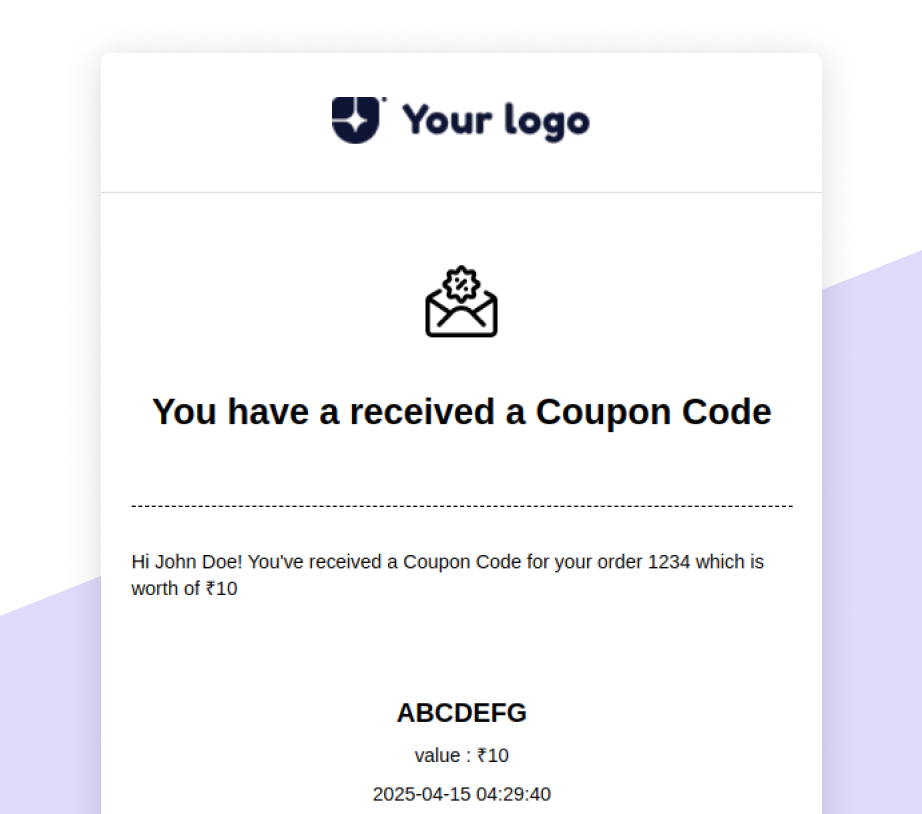 Your logo
You have a received a Coupon Code
Hi John Doe! You've received a Coupon Code for your order 1234 which is
worth of ₹10
ABCDEFG
value : ₹10
2025-04-15 04:29:40